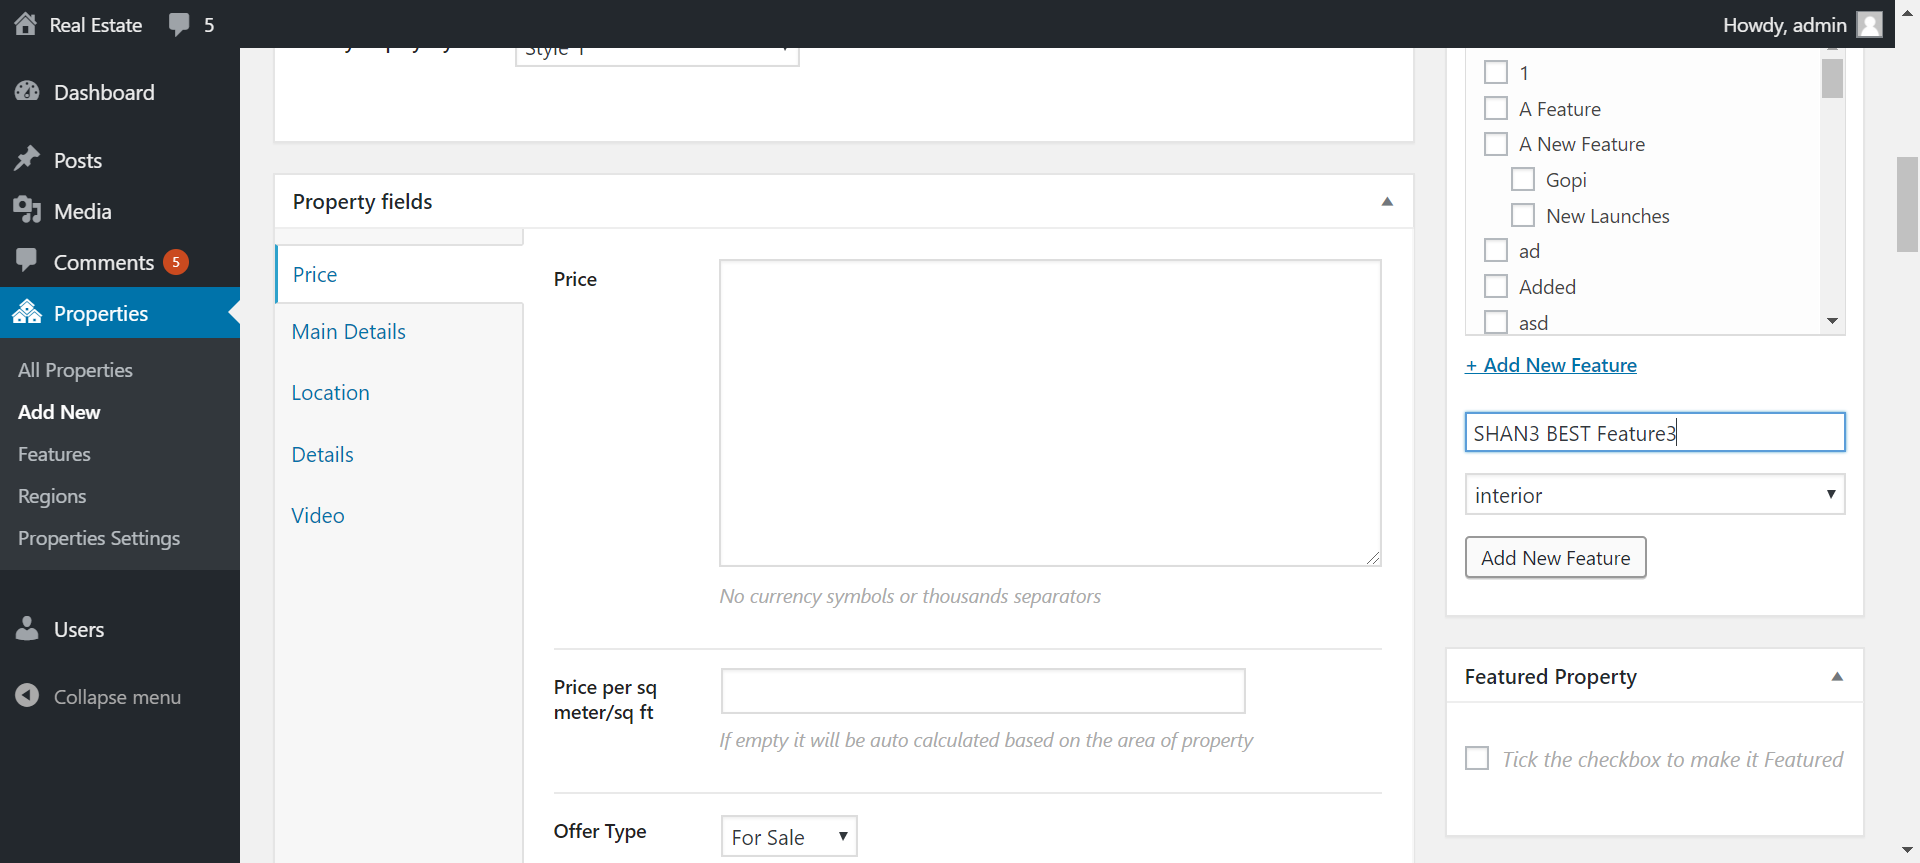 Real Estate
5
Howdy, admin
Dashboard
Posts
Media
Comments 5
Properties
All Properties
Add New
Features
Regions
Properties Settings
Users
Collapse menu
Style 1
Property fields
Price
Main Details
Location
Details
Video
Price
No currency symbols or thousands separators
Price per sq
meter/sq ft
If empty it will be auto calculated based on the area of property
Offer Type
For Sale
1
A Feature
A New Feature
Gopi
New Launches
ad
Added
asd
+ Add New Feature
SHAN3 BEST Feature3
interior
Add New Feature
Featured Property
Tick the checkbox to make it Featured